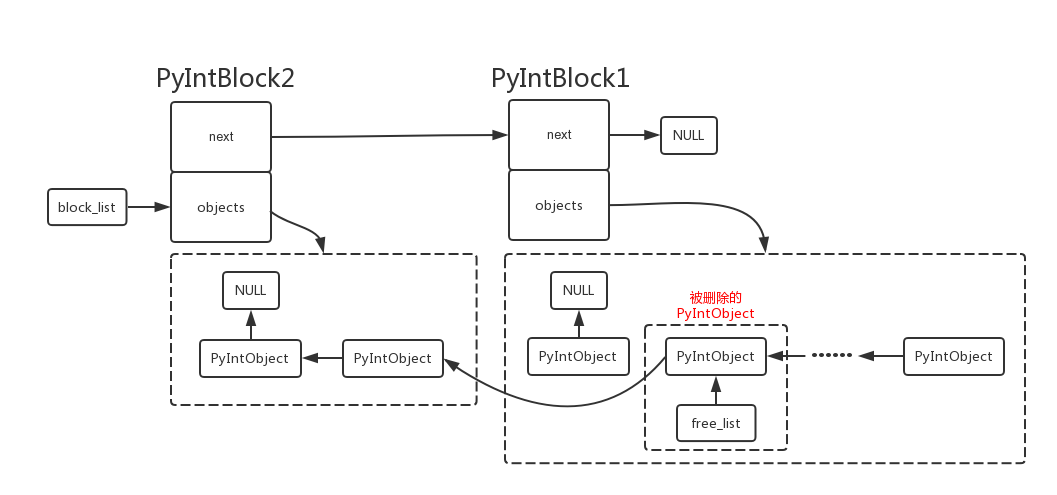 PyIntBlock2
PyIntBlock1
next
next
NULL
block_list
objects
objects
NULL
NULL
被删除的
PyIntObject
PyIntObject
PyIntObject
PyIntObject
PyIntObject
PyIntObject
free_list